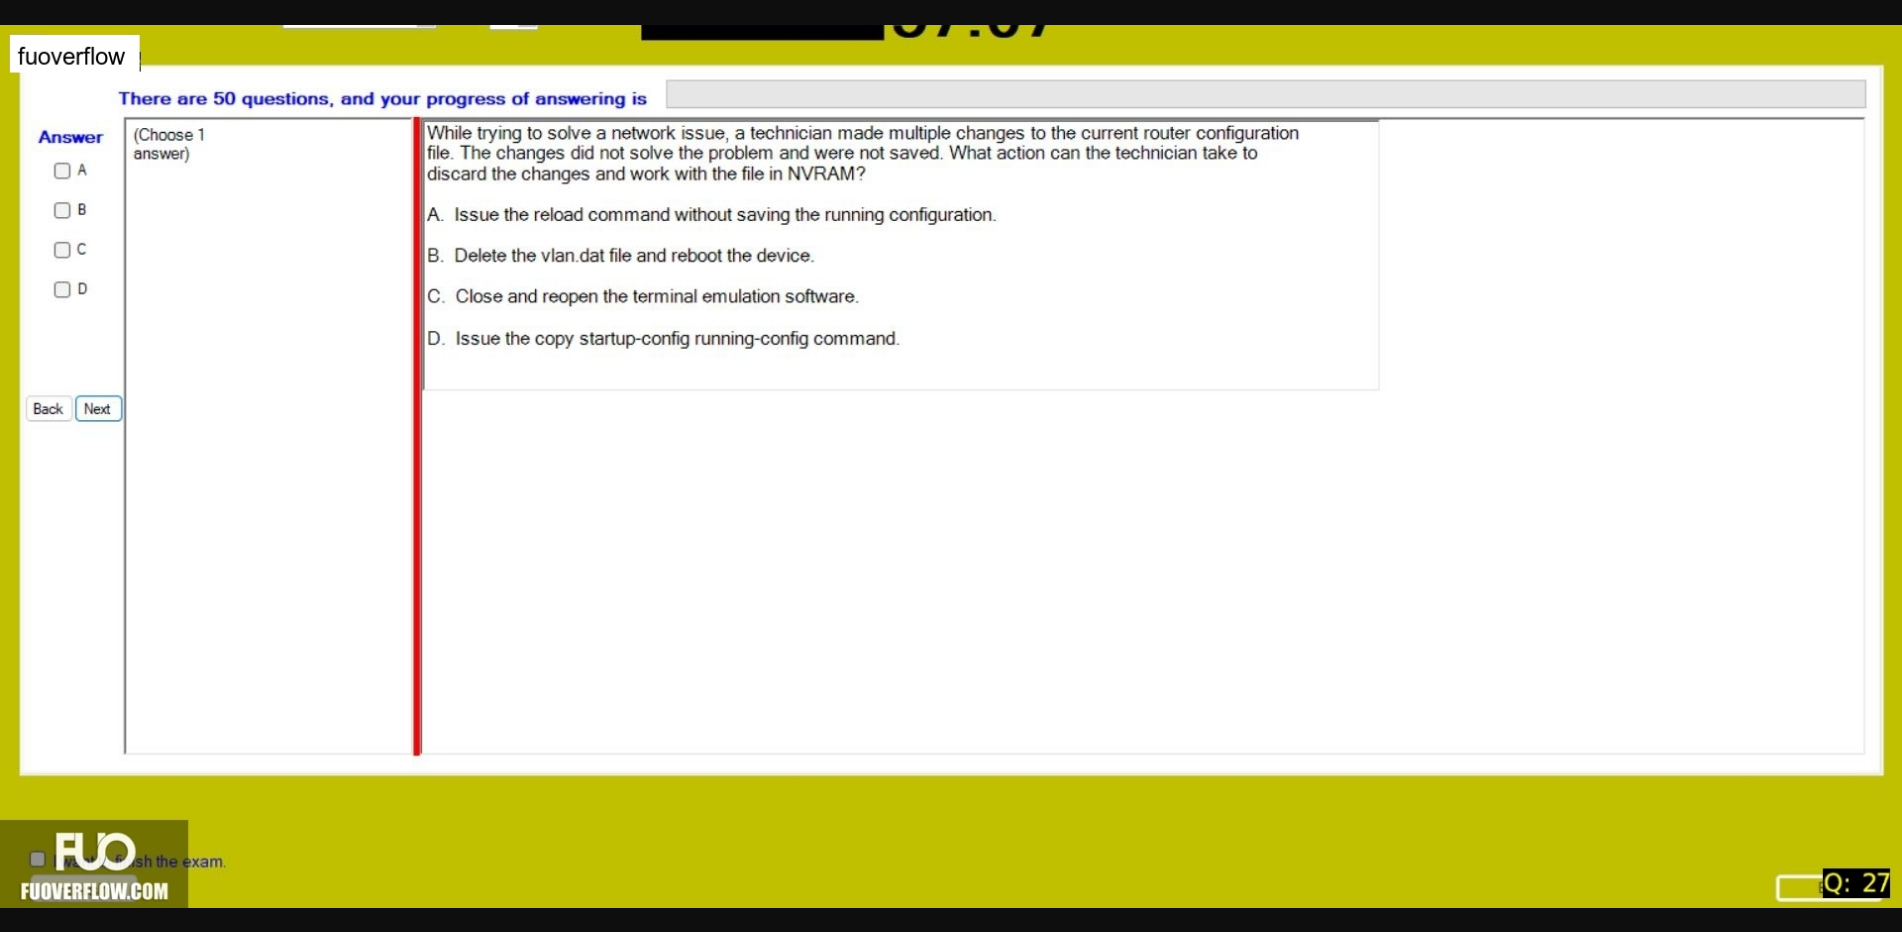 fuoverflow
There are 50 questions, and your progress of answering is
Answer
(Choose 1
answer)
A
B
C
D
Back
Next
While trying to solve a network issue, a technician made multiple changes to the current router configuration
file. The changes did not solve the problem and were not saved. What action can the technician take to
discard the changes and work with the file in NVRAM?
A. Issue the reload command without saving the running configuration.
B. Delete the vlan.dat file and reboot the device.
C. Close and reopen the terminal emulation software.
D. Issue the copy startup-config running-config command.
FUO
the exam.
FUOVERFLOW.COM
Q: 27